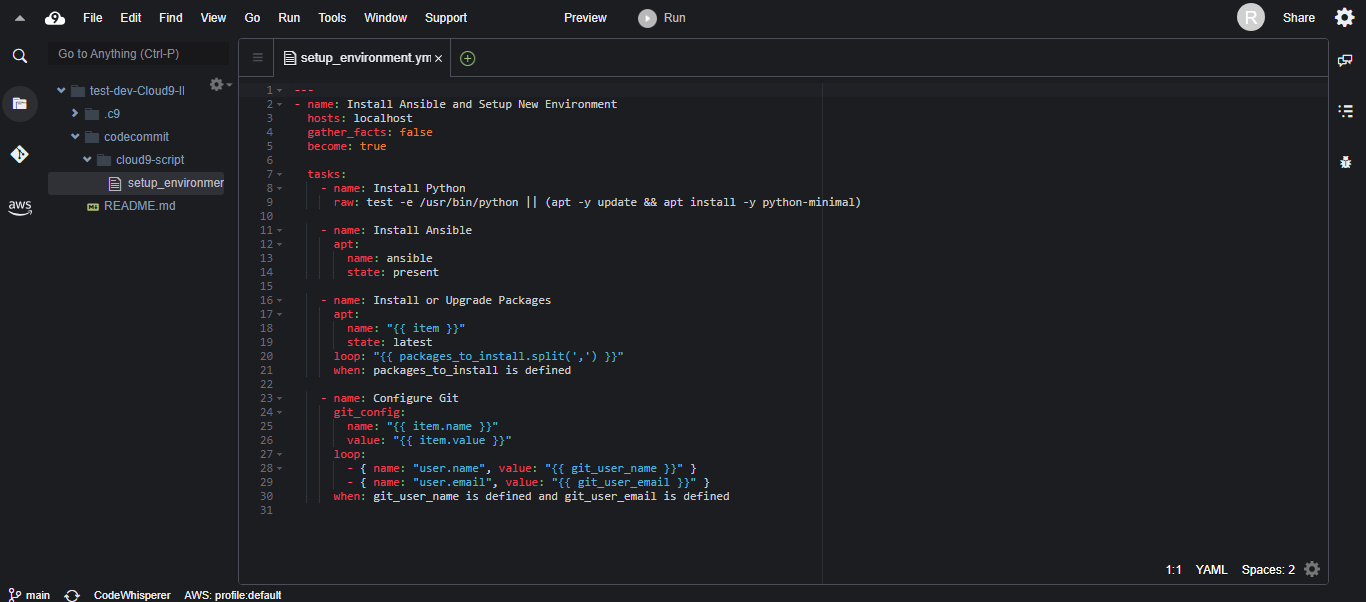 9 File Edit Find View Go Run Tools Window Support Preview Run R Share
Go to Anything (Ctrl-P)
setup_environment.ym ×
test-dev-Cloud9-II
.c9
codecommit
cloud9-script
setup_environmer
README.md
aws
1 ---
2 - name: Install Ansible and Setup New Environment
3   hosts: localhost
4   gather_facts: false
5   become: true
6
7   tasks:
8     - name: Install Python
9       raw: test -e /usr/bin/python || (apt -y update && apt install -y python-minimal)
10
11     - name: Install Ansible
12       apt:
13         name: ansible
14         state: present
15
16     - name: Install or Upgrade Packages
17       apt:
18         name: "{{ item }}"
19         state: latest
20       loop: "{{ packages_to_install.split(',') }}"
21       when: packages_to_install is defined
22
23     - name: Configure Git
24       git_config:
25         name: "{{ item.name }}"
26         value: "{{ item.value }}"
27       loop:
28         - { name: "user.name", value: "{{ git_user_name }}" }
29         - { name: "user.email", value: "{{ git_user_email }}" }
30       when: git_user_name is defined and git_user_email is defined
31
1:1 YAML Spaces: 2
main CodeWhisperer AWS: profile:default